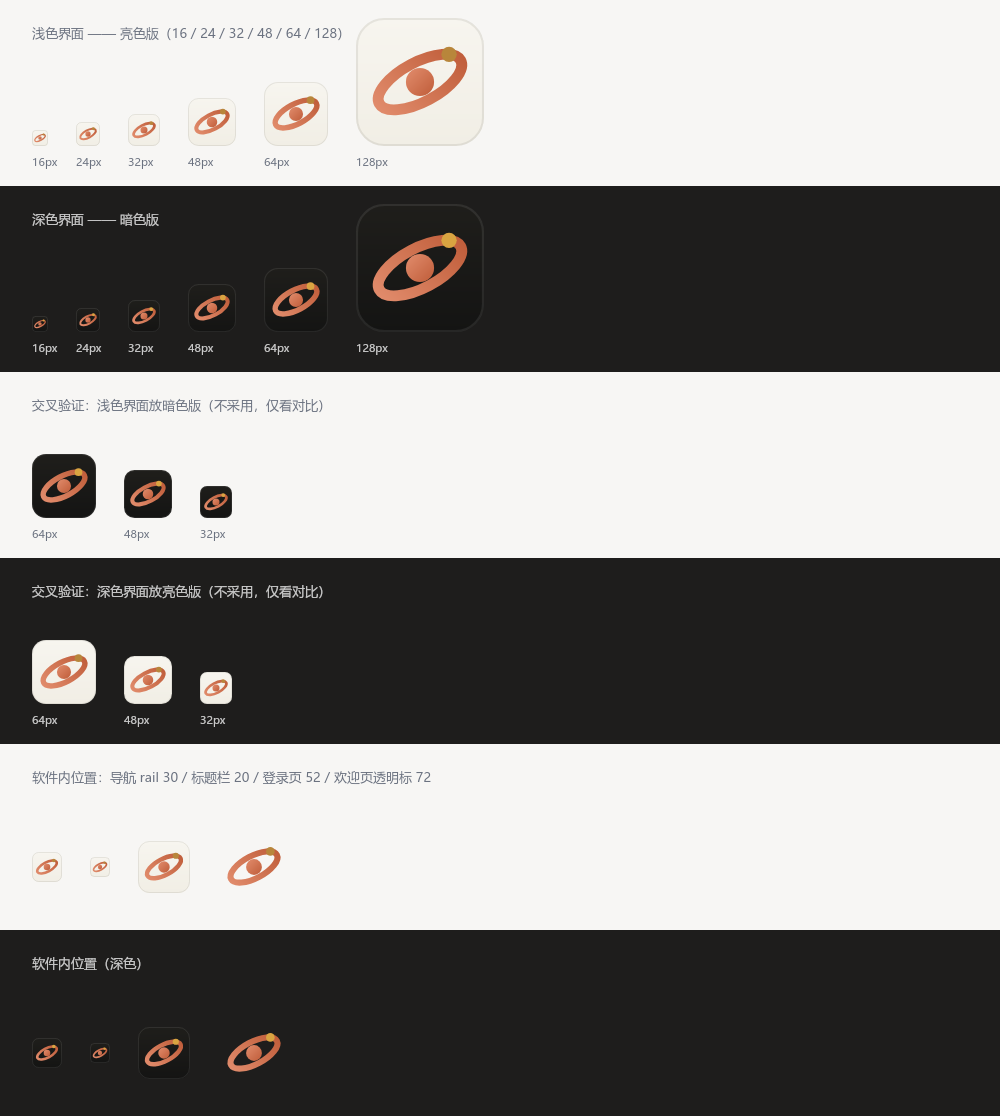 浅色界面 —— 亮色版（16 / 24 / 32 / 48 / 64 / 128）
16px 24px 32px 48px 64px 128px
深色界面 —— 暗色版
16px 24px 32px 48px 64px 128px
交叉验证：浅色界面放暗色版（不采用，仅看对比）
64px 48px 32px
交叉验证：深色界面放亮色版（不采用，仅看对比）
64px 48px 32px
软件内位置：导航 rail 30 / 标题栏 20 / 登录页 52 / 欢迎页透明标 72
软件内位置（深色）